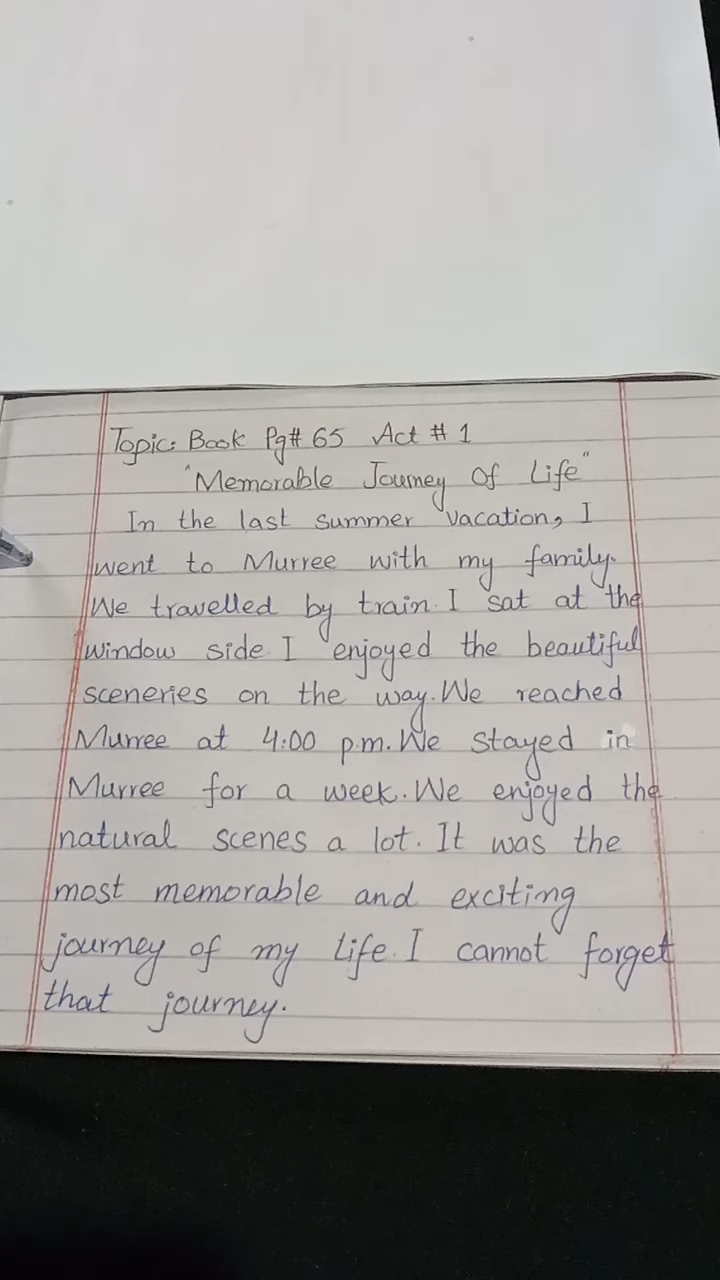 Topic: Book Pg# 65 Act # 1
"Memorable Journey Of Life"
In the last summer vacation, I
went to Murree with my family.
We travelled by train. I sat at the
window side. I enjoyed the beautiful
sceneries on the way. We reached
Murree at 4:00 p.m. We stayed in
Murree for a week. We enjoyed the
natural scenes a lot. It was the
most memorable and exciting
journey of my life. I cannot forget
that journey.